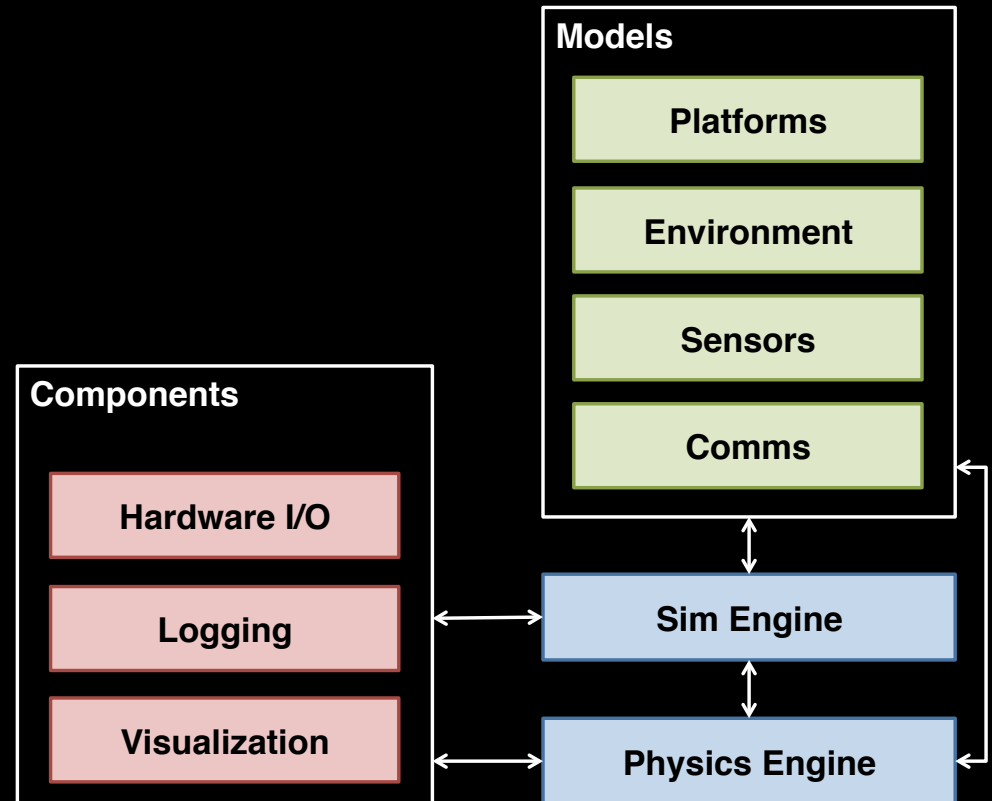 Models
Platforms
Environment
Sensors
Comms
Components
Hardware I/O
Logging
Visualization
Sim Engine
Physics Engine